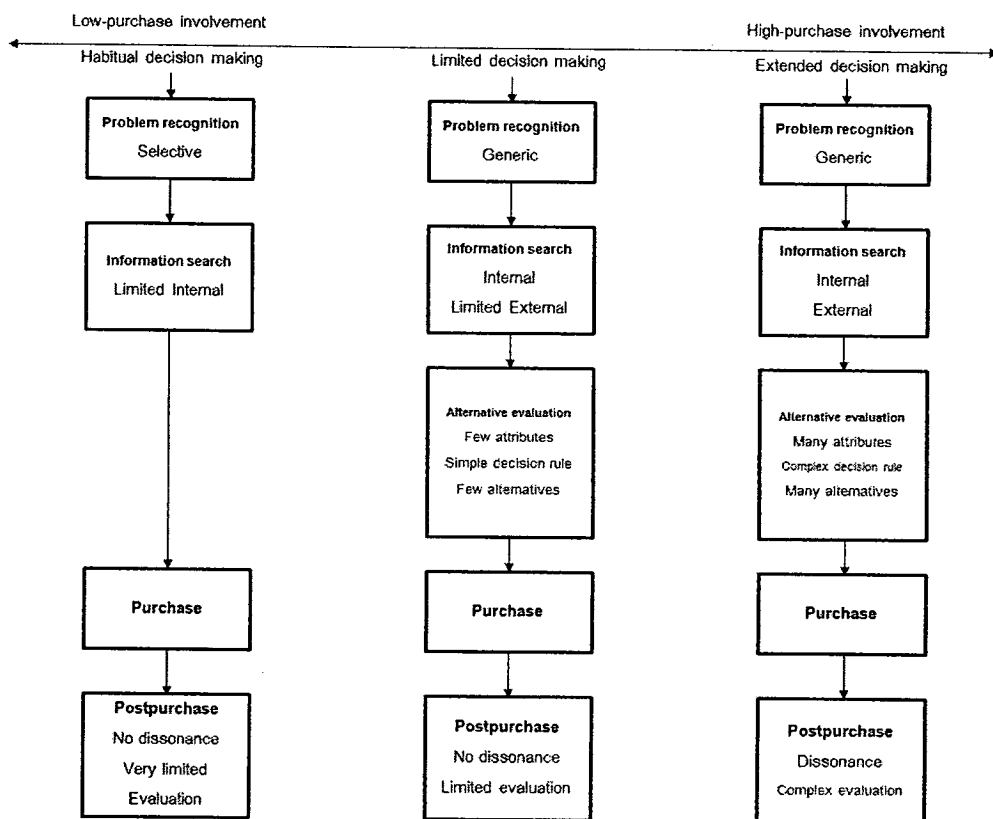 Low-purchase involvement
High-purchase involvement
Habitual decision making
Limited decision making
Extended decision making
Problem recognition
Selective
Information search
Limited Internal
Purchase
Postpurchase
No dissonance
Very limited
Evaluation
Problem recognition
Generic
Information search
Internal
Limited External
Alternative evaluation
Few attributes
Simple decision rule
Few alternatives
Purchase
Postpurchase
No dissonance
Limited evaluation
Problem recognition
Generic
Information search
Internal
External
Alternative evaluation
Many attributes
Complex decision rule
Many alternatives
Purchase
Postpurchase
Dissonance
Complex evaluation